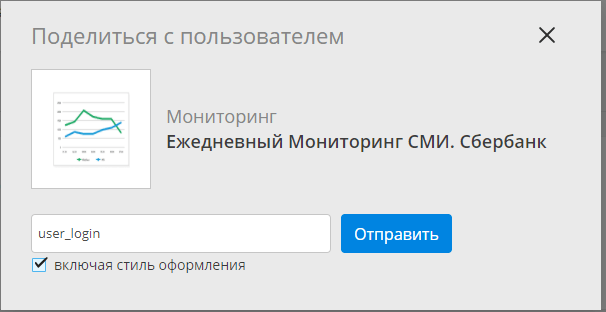 Поделиться с пользователем
Мониторинг
Ежедневный Мониторинг СМИ. Сбербанк
user_login
Отправить
включая стиль оформления